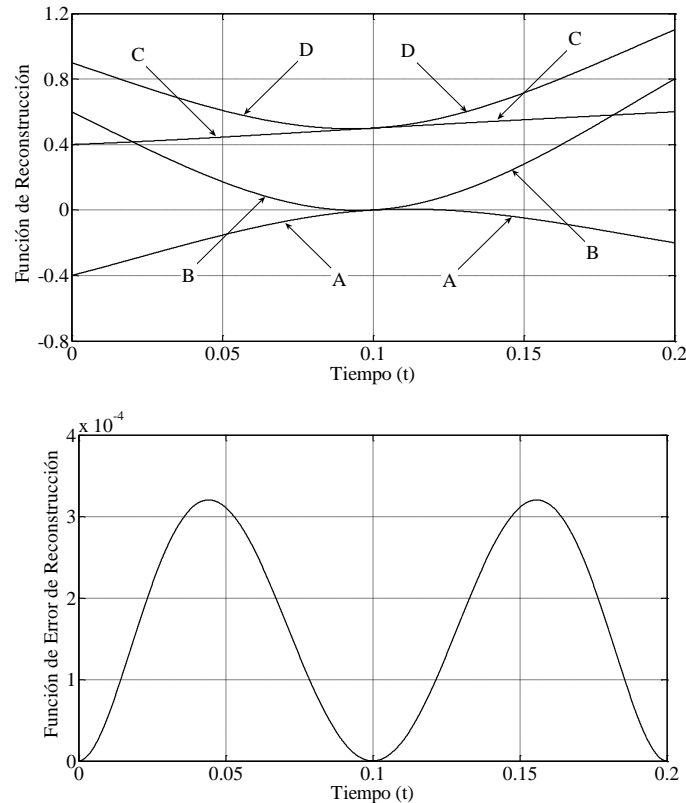 1.2
0.8
0.4
0
-0.4
-0.8
Función de Reconstrucción
C
D
D
C
B
A
A
B
0
0.05
0.1
0.15
0.2
Tiempo (t)
x 10-4
4
3
2
1
0
Función de Error de Reconstrucción
0
0.05
0.1
0.15
0.2
Tiempo (t)